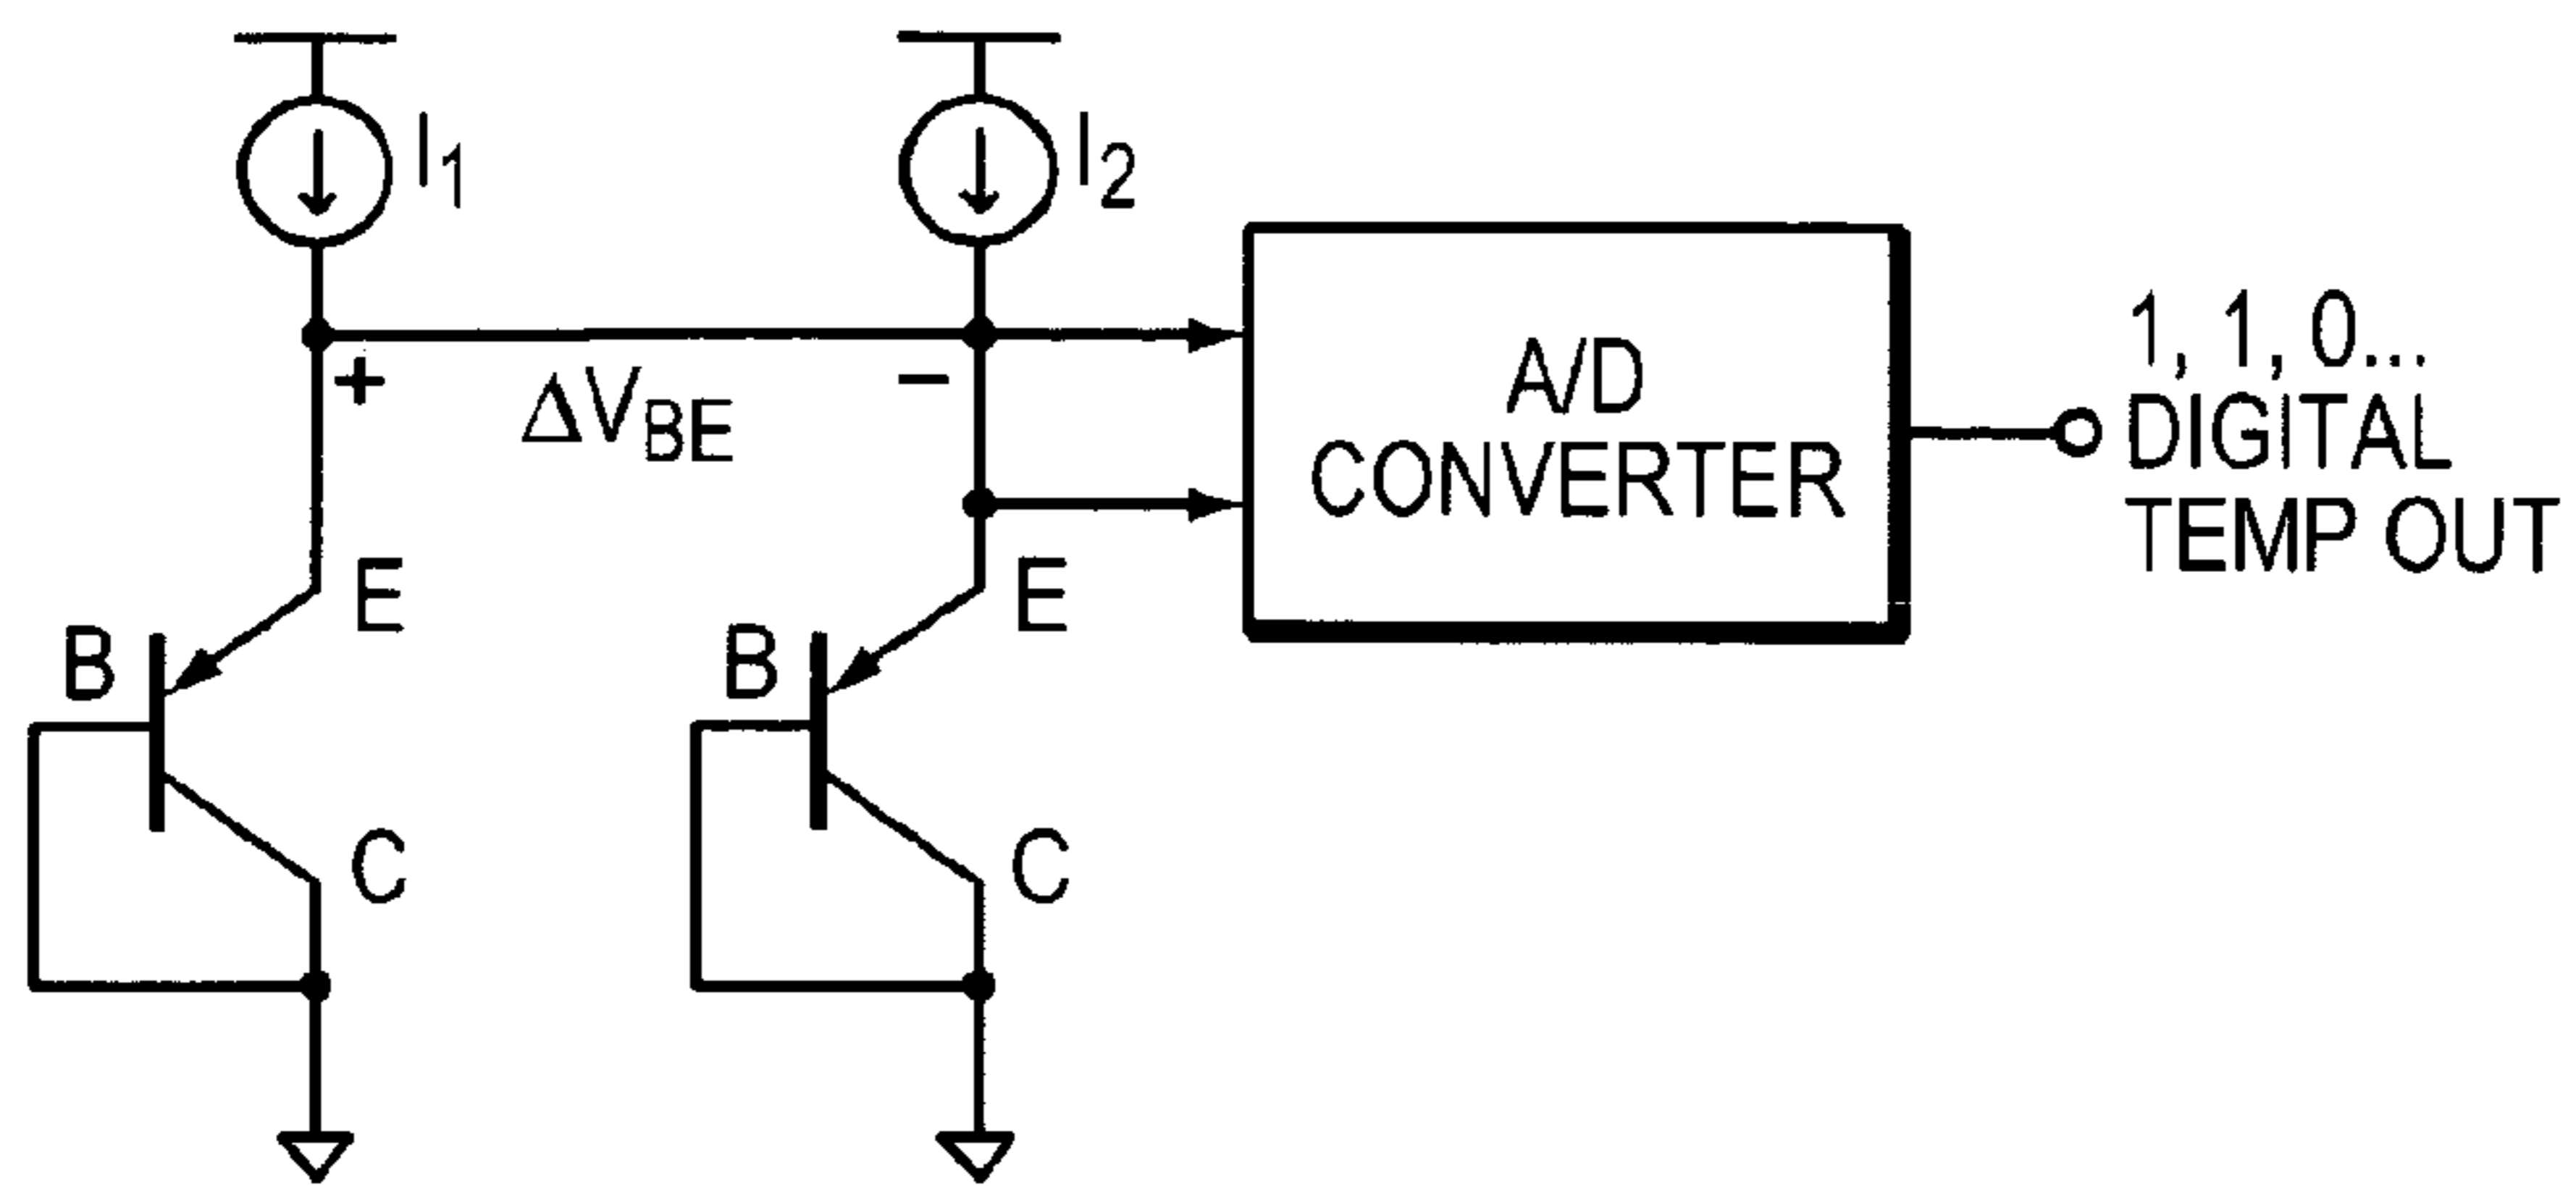 I1
I2
+
ΔVBE
−
A/D
CONVERTER
1, 1, 0...
DIGITAL
TEMP OUT
E
B
C
E
B
C